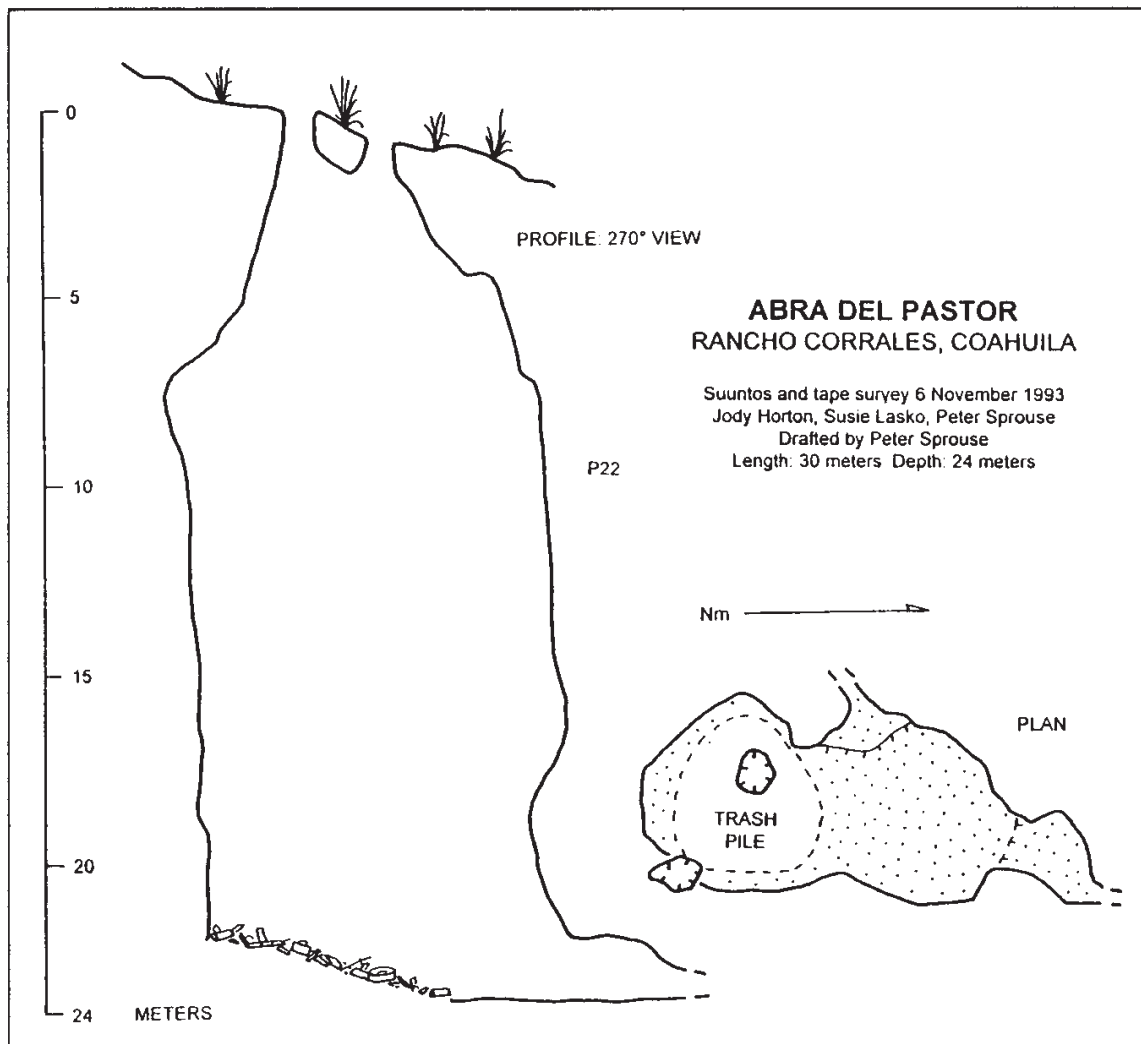 0
5
10
15
20
24
METERS
PROFILE: 270° VIEW
P22
ABRA DEL PASTOR
RANCHO CORRALES, COAHUILA
Suuntos and tape survey 6 November 1993
Jody Horton, Susie Lasko, Peter Sprouse
Drafted by Peter Sprouse
Length: 30 meters Depth: 24 meters
Nm
PLAN
TRASH
PILE